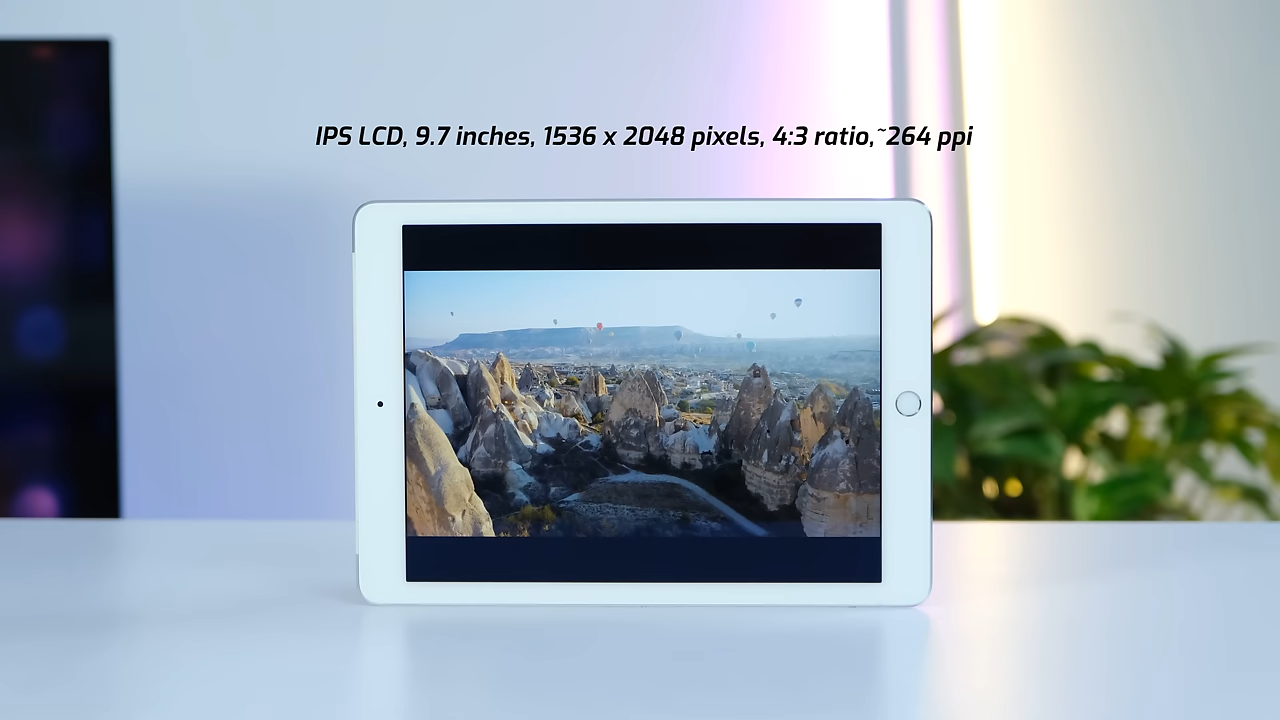 IPS LCD, 9.7 inches, 1536 x 2048 pixels, 4:3 ratio,~264 ppi